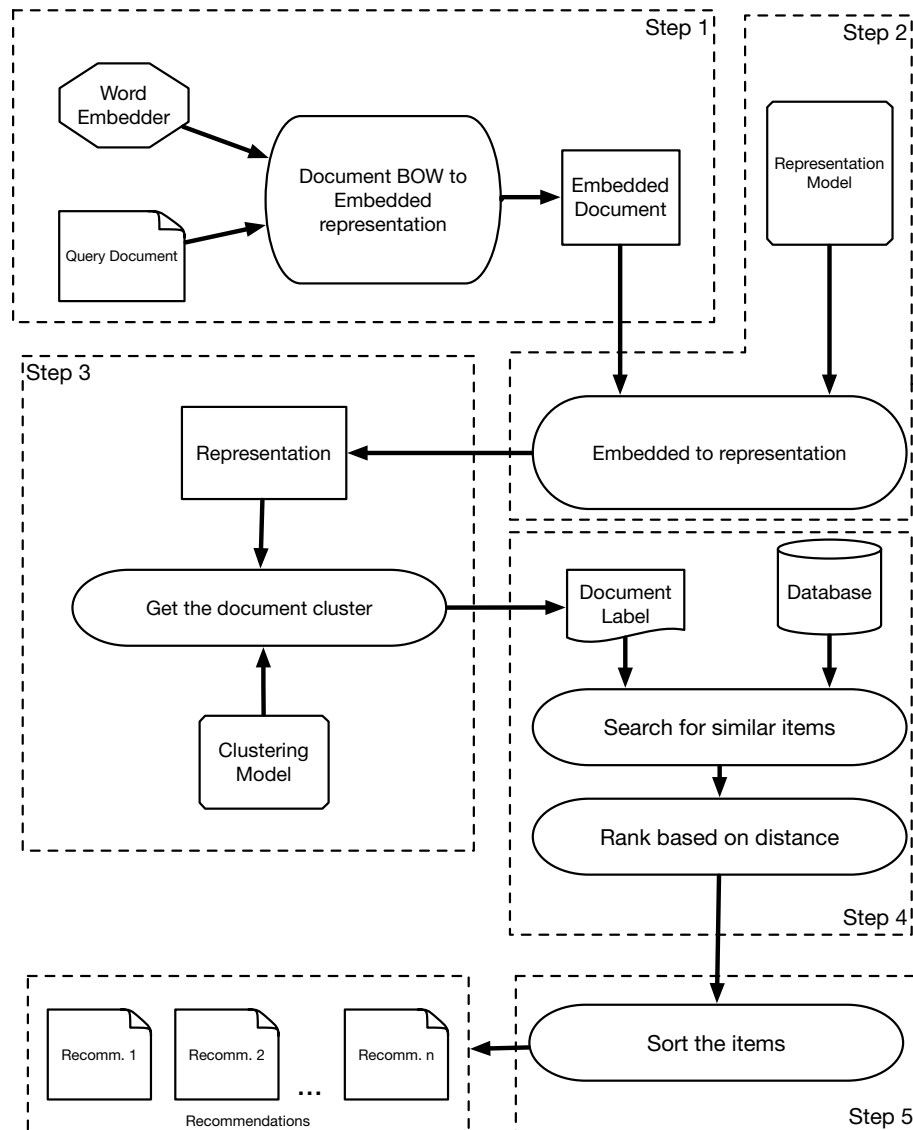 Step 1
Word
Embedder
Document BOW to
Embedded
representation
Embedded
Document
Query Document
Step 2
Representation
Model
Embedded to representation
Step 3
Representation
Get the document cluster
Clustering
Model
Document
Label
Database
Search for similar items
Rank based on distance
Step 4
Sort the items
Step 5
Recomm. 1
Recomm. 2
...
Recomm. n
Recommendations